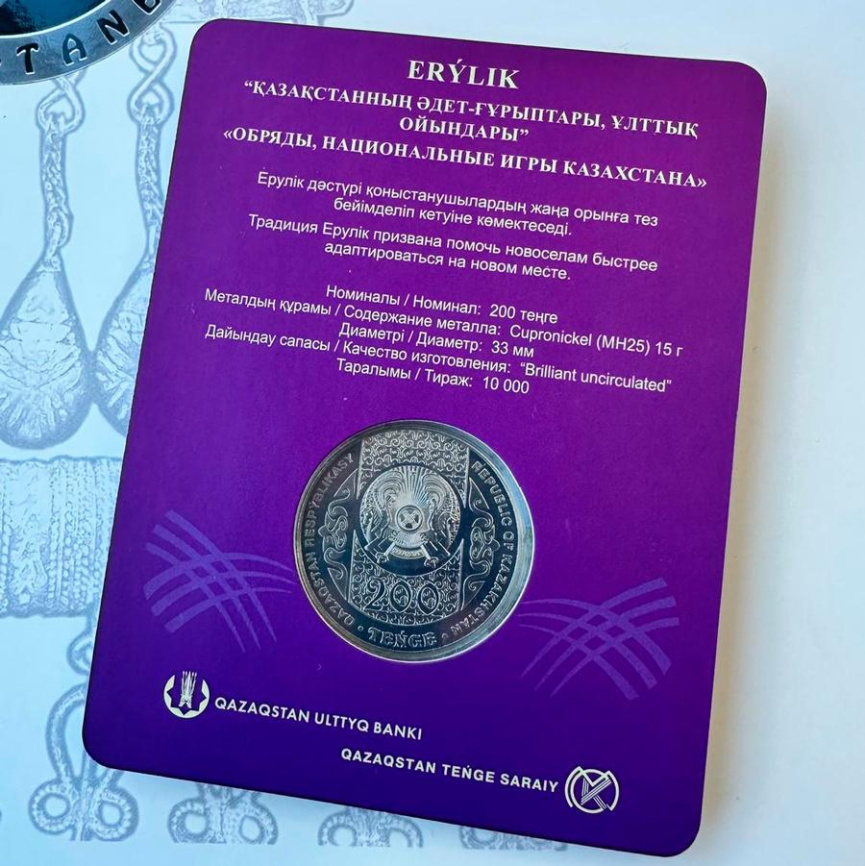 TANB
ERÝLIK
“ҚАЗАҚСТАННЫҢ ӘДЕТ-ҒҰРЫПТАРЫ, ҰЛТТЫҚ
ОЙЫНДАРЫ”
«ОБРЯДЫ, НАЦИОНАЛЬНЫЕ ИГРЫ КАЗАХСТАНА»
Ерулік дәстүрі қоныстанушылардың жаңа орынға тез
бейімделіп кетуіне көмектеседі.
Традиция Ерулік призвана помочь новоселам быстрее
адаптироваться на новом месте.
Номиналы / Номинал: 200 теңге
Металдың құрамы / Содержание металла: Cupronickel (МН25) 15 г
Диаметрі / Диаметр: 33 мм
Дайындау сапасы / Качество изготовления: “Brilliant uncirculated”
Таралымы / Тираж: 10 000
QAZAQSTAN RESPÝBLIKASY
REPUBLIC OF KAZAKHSTAN
200
TEŃGE
QAZAQSTAN ULTTYQ BANKI
QAZAQSTAN TEŃGE SARAIY